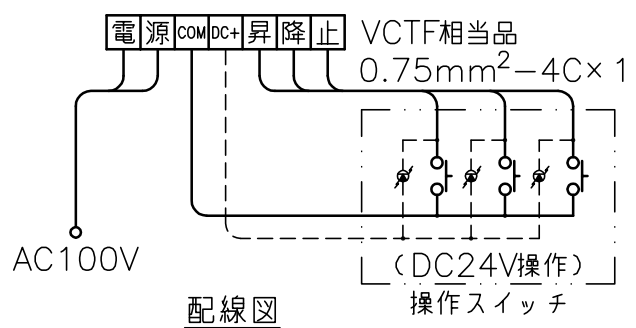 電 源 COM DC+ 昇 降 止
VCTF相当品
0.75mm²−4C×1
AC100V
(DC24V操作)
操作スイッチ
配線図